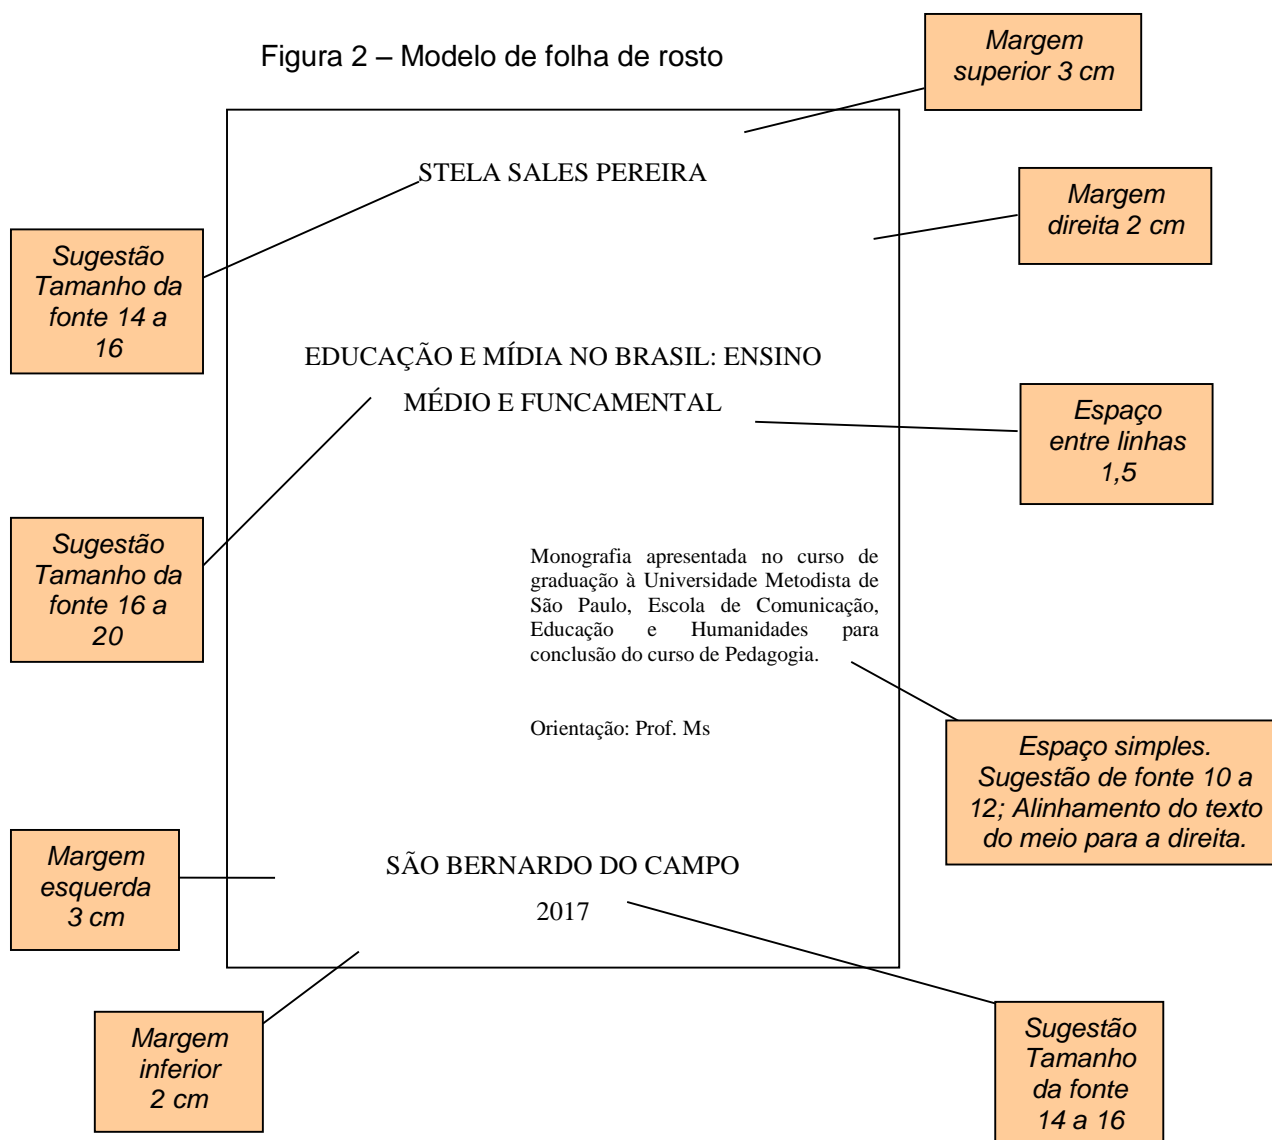 Figura 2 – Modelo de folha de rosto
Margem
superior 3 cm
STELA SALES PEREIRA
Margem
direita 2 cm
Sugestão
Tamanho da
fonte 14 a
16
EDUCAÇÃO E MÍDIA NO BRASIL: ENSINO
MÉDIO E FUNCAMENTAL
Espaço
entre linhas
1,5
Sugestão
Tamanho da
fonte 16 a
20
Monografia apresentada no curso de
graduação à Universidade Metodista de
São Paulo, Escola de Comunicação,
Educação e Humanidades para
conclusão do curso de Pedagogia.
Orientação: Prof. Ms
Espaço simples.
Sugestão de fonte 10 a
12; Alinhamento do texto
do meio para a direita.
Margem
esquerda
3 cm
SÃO BERNARDO DO CAMPO
2017
Margem
inferior
2 cm
Sugestão
Tamanho
da fonte
14 a 16